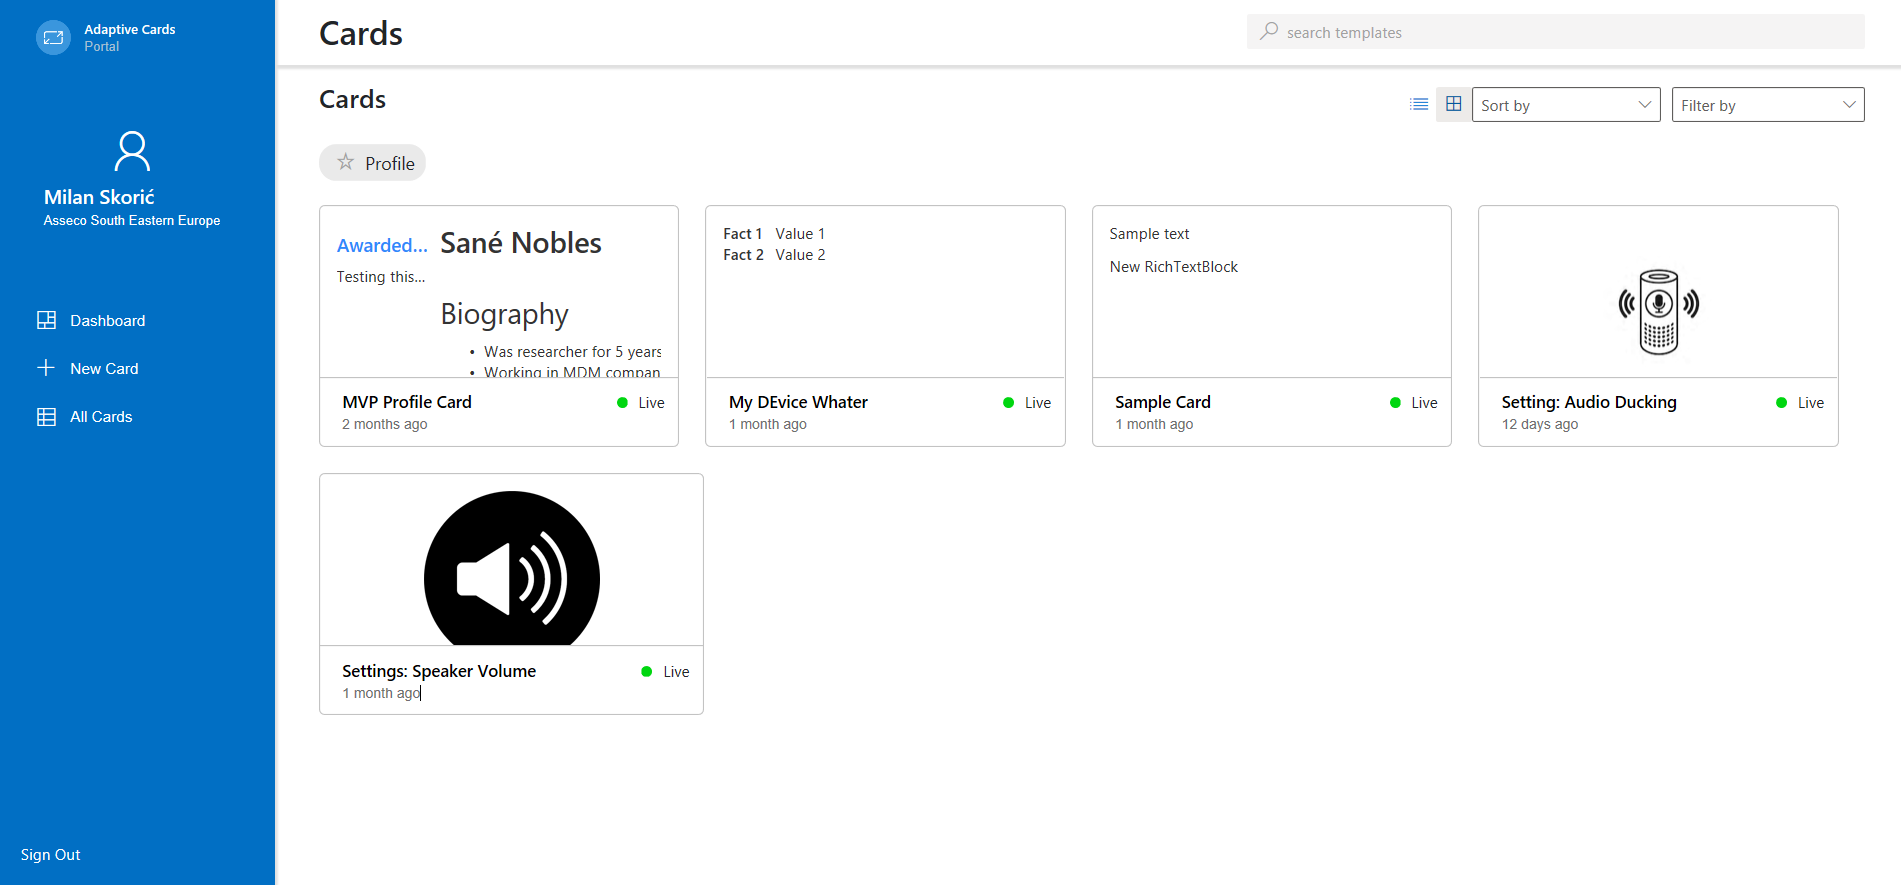 Adaptive Cards
Portal
Milan Skorić
Asseco South Eastern Europe
Dashboard
New Card
All Cards
Sign Out
Cards
search templates
Cards
Sort by
Filter by
Profile
Awarded...
Testing this...
Sané Nobles
Biography
• Was researcher for 5 years
• Working in MDM compan
MVP Profile Card
Live
2 months ago
Fact 1 Value 1
Fact 2 Value 2
My DEvice Whater
Live
1 month ago
Sample text
New RichTextBlock
Sample Card
Live
1 month ago
Setting: Audio Ducking
Live
12 days ago
Settings: Speaker Volume
Live
1 month ago